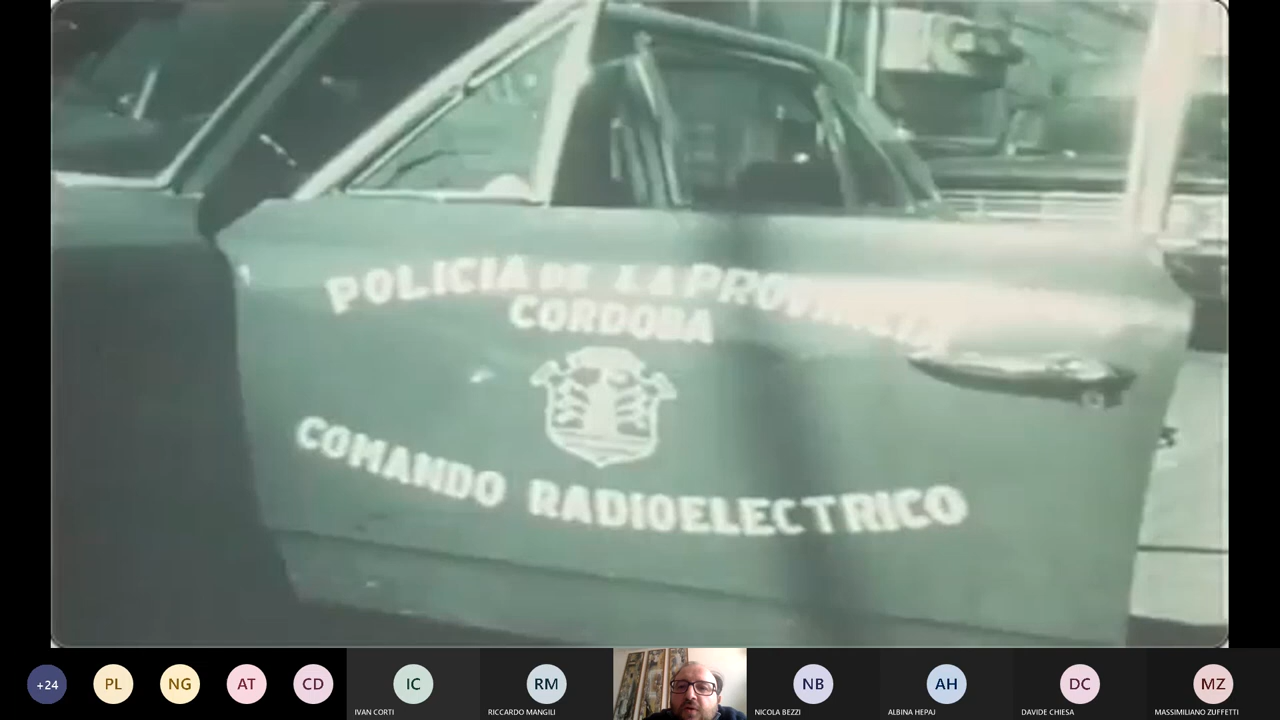 POLICIA DE LA PROVINCIA
CORDOBA
COMANDO RADIOELECTRICO
+24
PL
NG
AT
CD
IC
RM
NB
AH
DC
MZ
IVAN CORTI
RICCARDO MANGILI
NICOLA BEZZI
ALBINA HEPAJ
DAVIDE CHIESA
MASSIMILIANO ZUFFETTI